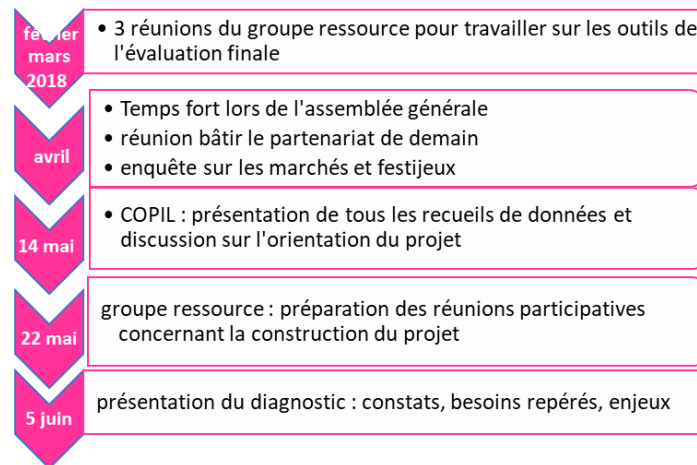 février
mars
2018
• 3 réunions du groupe ressource pour travailler sur les outils de
l'évaluation finale
avril
• Temps fort lors de l'assemblée générale
• réunion bâtir le partenariat de demain
• enquête sur les marchés et festijeux
14 mai
• COPIL : présentation de tous les recueils de données et
discussion sur l'orientation du projet
22 mai
groupe ressource : préparation des réunions participatives
concernant la construction du projet
5 juin
présentation du diagnostic : constats, besoins repérés, enjeux